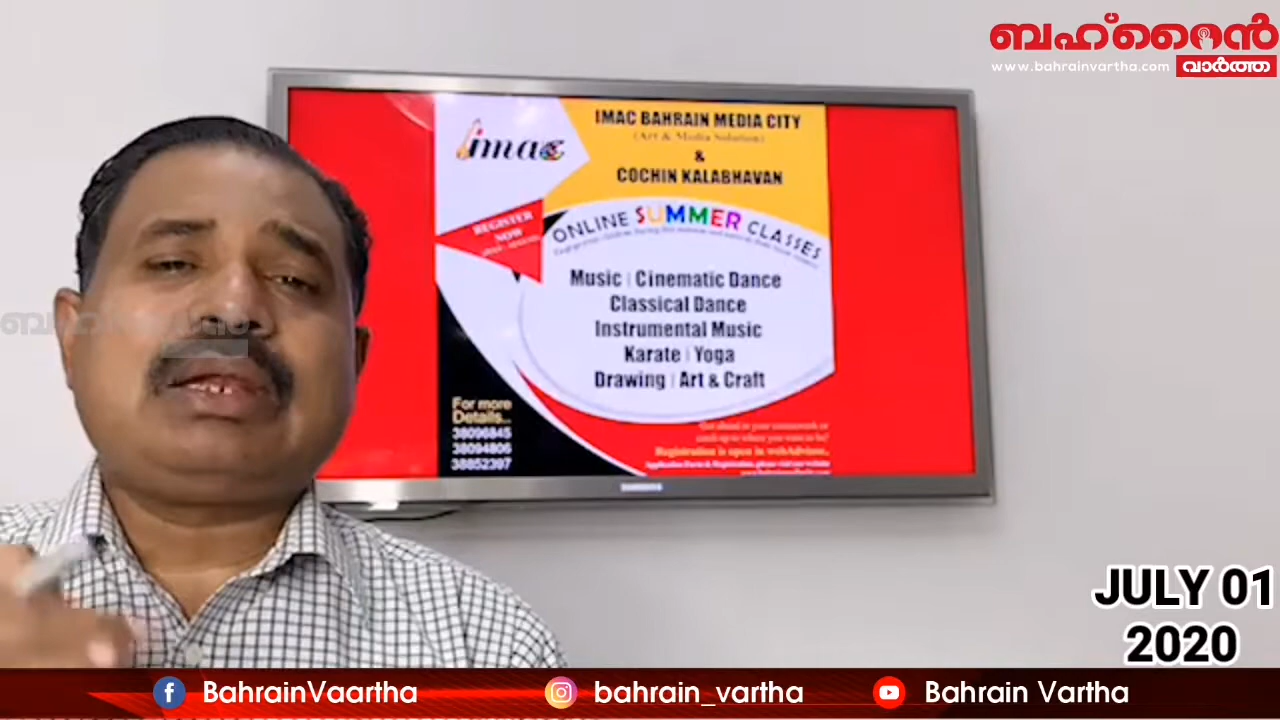 ബഹ്റൈൻ
www.bahrainvartha.com വാർത്ത
imac
IMAC BAHRAIN MEDIA CITY
(Art & Media Solution)
&
COCHIN KALABHAVAN
REGISTER
NOW
ONLINE SUMMER CLASSES
Music | Cinematic Dance
Classical Dance
Instrumental Music
Karate | Yoga
Drawing | Art & Craft
For more
Details...
38096845
38094806
38852397
Registration is open in
SAMSUNG
JULY 01
2020
BahrainVaartha
bahrain_vartha
Bahrain Vartha